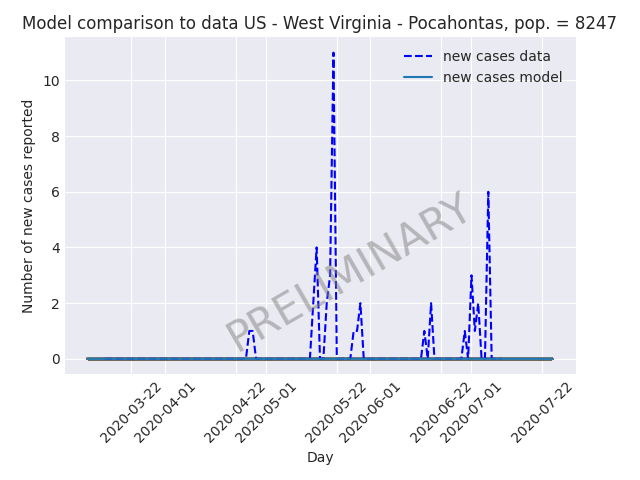 Model comparison to data US - West Virginia - Pocahontas, pop. = 8247
new cases data
new cases model
Number of new cases reported
10
8
6
4
2
0
PRELIMINARY
2020-03-22
2020-04-01
2020-04-22
2020-05-01
2020-05-22
2020-06-01
2020-06-22
2020-07-01
2020-07-22
Day